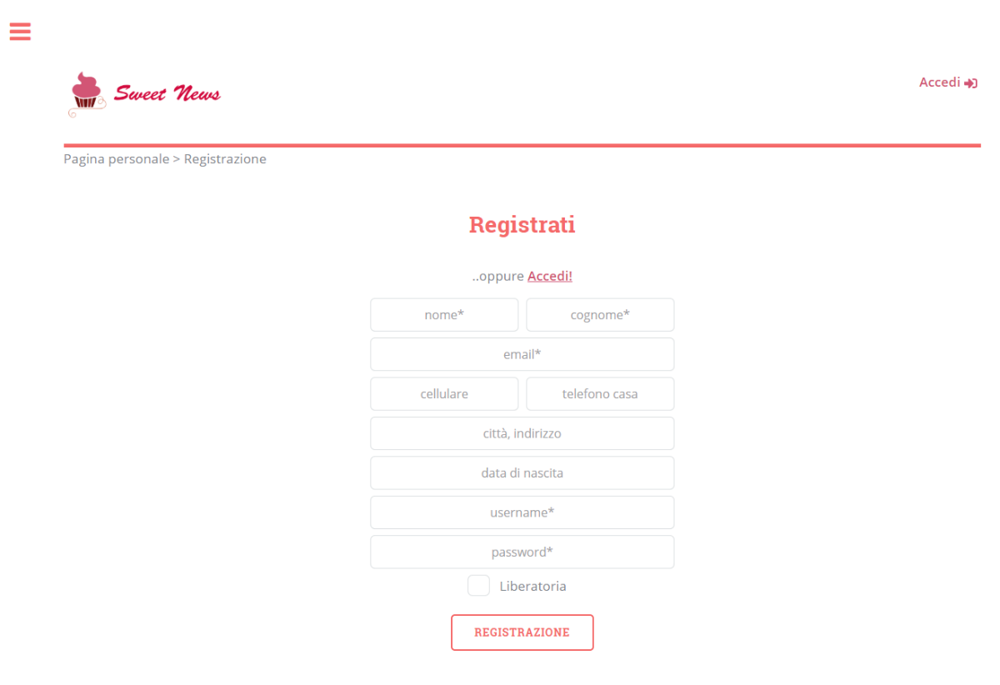 Sweet News
Accedi
Pagina personale > Registrazione
Registrati
..oppure Accedi!
nome* cognome*
email*
cellulare telefono casa
città, indirizzo
data di nascita
username*
password*
Liberatoria
REGISTRAZIONE